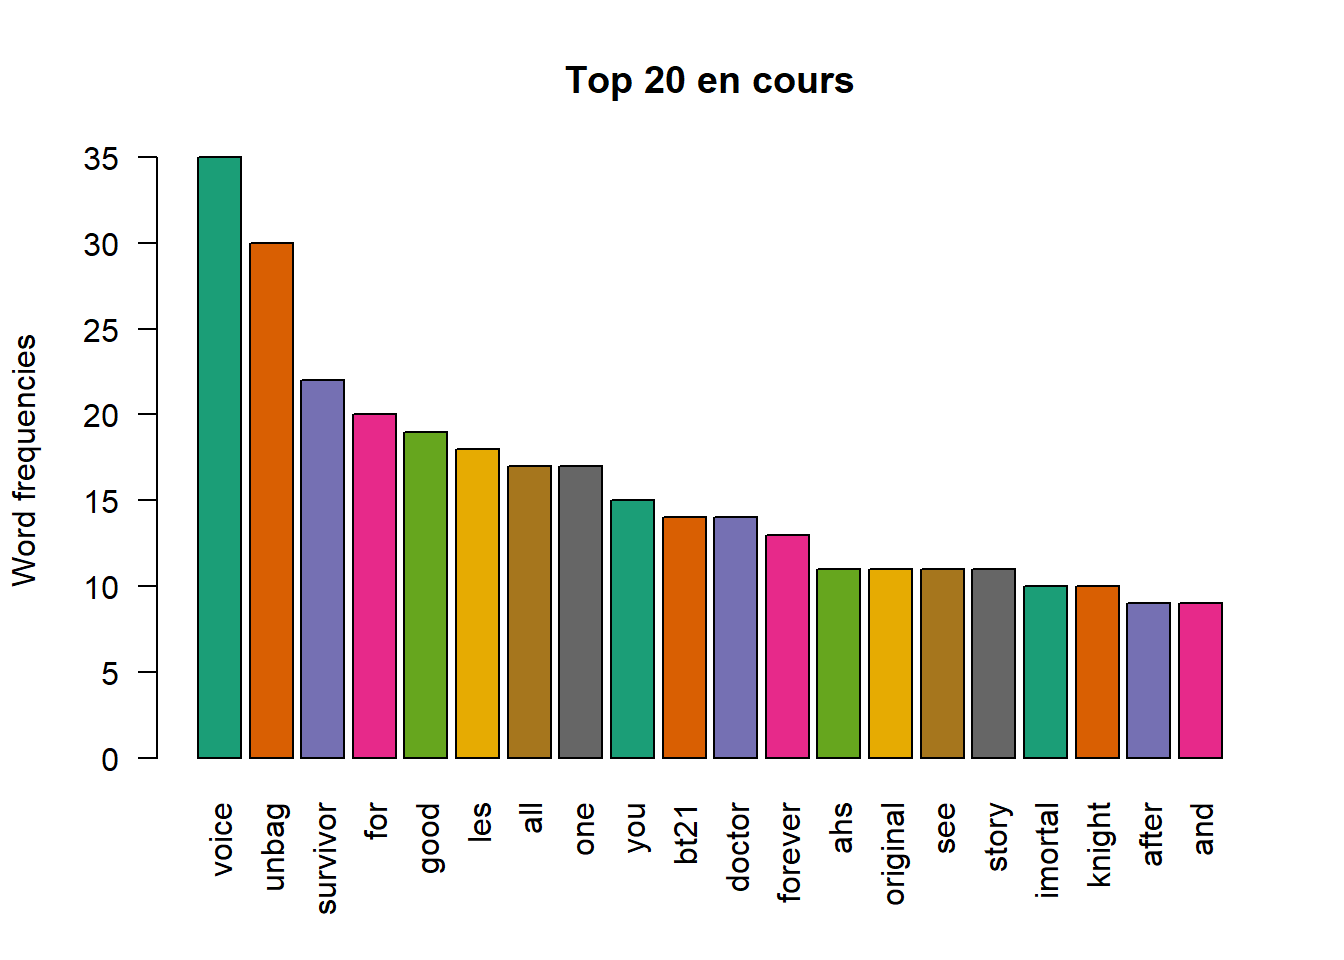 Top 20 en cours
Word frequencies
35
30
25
20
15
10
5
0
voice
unbag
survivor
for
good
les
all
one
you
bt21
doctor
forever
ahs
original
see
story
imortal
knight
after
and